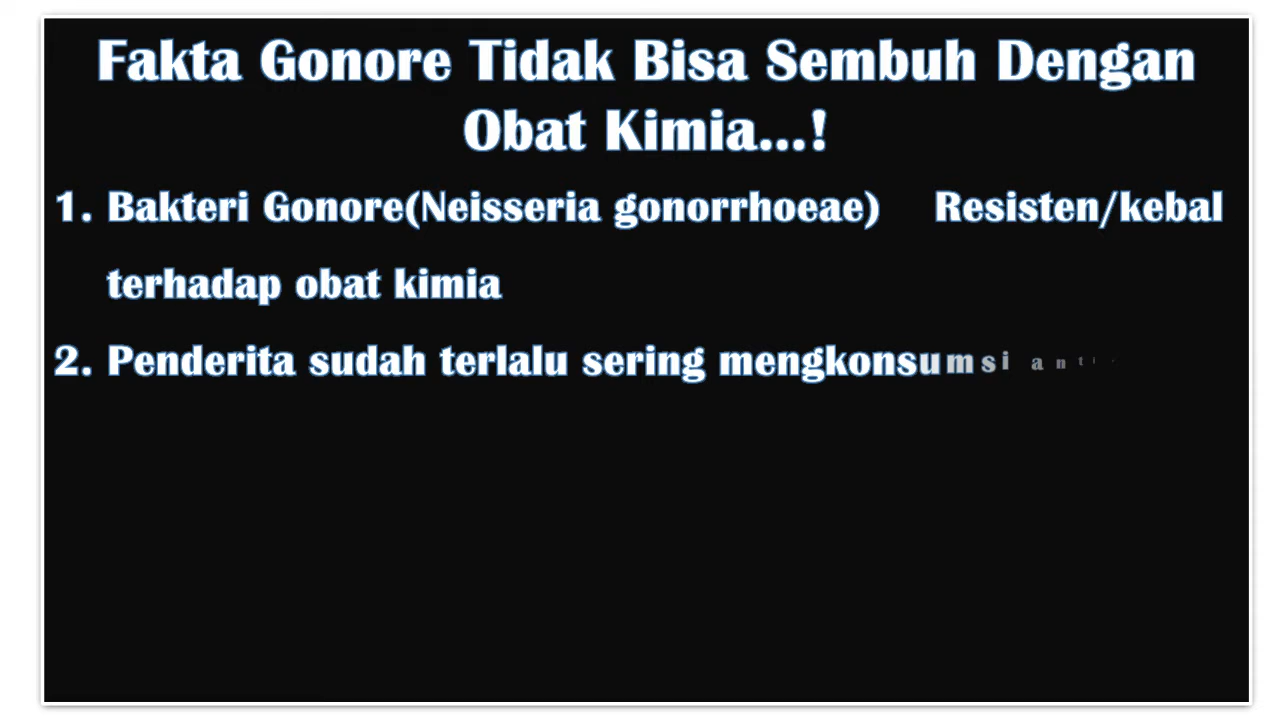 Fakta Gonore Tidak Bisa Sembuh Dengan
Obat Kimia...!
1. Bakteri Gonore(Neisseria gonorrhoeae) Resisten/kebal
terhadap obat kimia
2. Penderita sudah terlalu sering mengkonsumsi